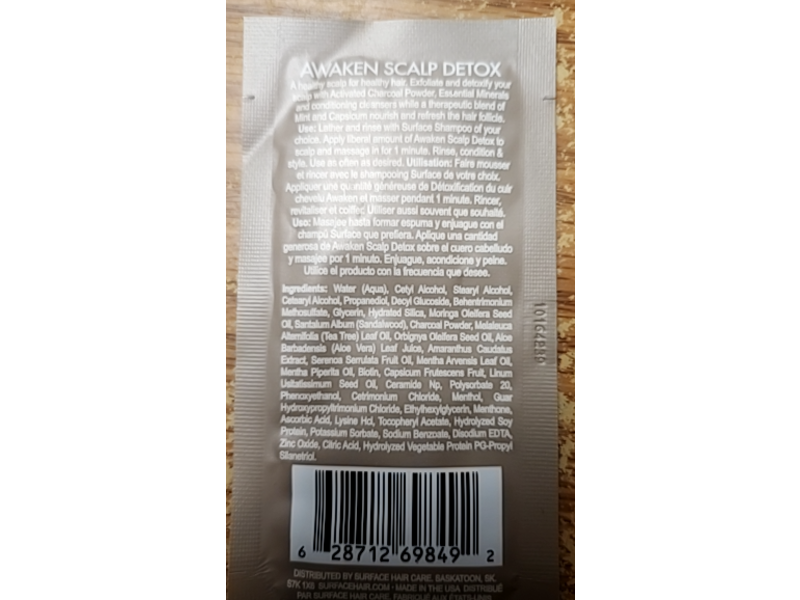 AWAKEN SCALP DETOX
A healthy scalp for healthy hair. Exfoliate and detoxify your
scalp with Activated Charcoal Powder, Essential Minerals
and conditioning cleansers while a therapeutic blend of
Mint and Capsicum nourish and refresh the hair follicle.
Use: Lather and rinse with Surface Shampoo of your
choice. Apply liberal amount of Awaken Scalp Detox to
scalp and massage in for 1 minute. Rinse, condition &
style. Use as often as desired. Utilisation: Faire mousser
et rincer avec le shampooing Surface de votre choix.
Appliquer une quantité généreuse de Détoxification du cuir
chevelu Awaken et masser pendant 1 minute. Rincer,
revitaliser et coiffer. Utiliser aussi souvent que souhaité.
Uso: Masajee hasta formar espuma y enjuague con el
champú Surface que prefiera. Aplique una cantidad
generosa de Awaken Scalp Detox sobre el cuero cabelludo
y masajee por 1 minuto. Enjuague, acondicione y peine.
Utilice el producto con la frecuencia que desee.
Ingredients: Water (Aqua), Cetyl Alcohol, Stearyl Alcohol,
Cetearyl Alcohol, Propanediol, Decyl Glucoside, Behentrimonium
Methosulfate, Glycerin, Hydrated Silica, Moringa Oleifera Seed
Oil, Santalum Album (Sandalwood), Charcoal Powder, Melaleuca
Alternifolia (Tea Tree) Leaf Oil, Orbignya Oleifera Seed Oil, Aloe
Barbadensis (Aloe Vera) Leaf Juice, Amaranthus Caudatus
Extract, Serenoa Serrulata Fruit Oil, Mentha Arvensis Leaf Oil,
Mentha Piperita Oil, Biotin, Capsicum Frutescens Fruit, Linum
Usitatissimum Seed Oil, Ceramide Np, Polysorbate 20,
Phenoxyethanol, Cetrimonium Chloride, Menthol, Guar
Hydroxypropyltrimonium Chloride, Ethylhexylglycerin, Menthone,
Ascorbic Acid, Lysine Hcl, Tocopheryl Acetate, Hydrolyzed Soy
Protein, Potassium Sorbate, Sodium Benzoate, Disodium EDTA,
Zinc Oxide, Citric Acid, Hydrolyzed Vegetable Protein PG-Propyl
Silanetriol.
6 28712 69849 2
DISTRIBUTED BY SURFACE HAIR CARE. SASKATOON, SK.
S7K 1X8 SURFACEHAIR.COM · MADE IN THE USA DISTRIBUÉ
PAR SURFACE HAIR CARE. FABRIQUÉ AUX ÉTATS-UNIS